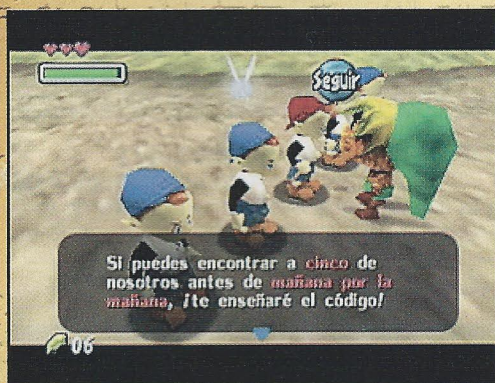 Seguir
Si puedes encontrar a cinco de
nosotros antes de mañana por la
mañana, ¡te enseñaré el código!
06